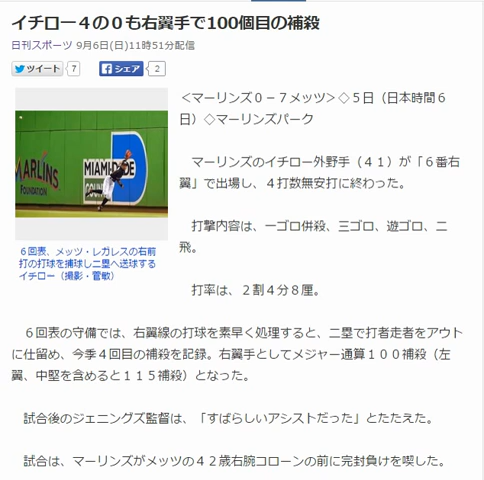 イチロー４の０も右翼手で100個目の補殺
日刊スポーツ 9月6日(日)11時51分配信
ツイート 7 シェア 2
＜マーリンズ０－７メッツ＞◇５日（日本時間６
日）◇マーリンズパーク
マーリンズのイチロー外野手（４１）が「６番右
翼」で出場し、４打数無安打に終わった。
打撃内容は、一ゴロ併殺、三ゴロ、遊ゴロ、二
飛。
打率は、２割４分８厘。
MARLINS
MIAMI-DADE
COUNTY
６回表、メッツ・レガレスの右前
打の打球を捕球し二塁へ送球する
イチロー（撮影・菅敏）
６回表の守備では、右翼線の打球を素早く処理すると、二塁で打者走者をアウト
に仕留め、今季４回目の補殺を記録。右翼手としてメジャー通算１００補殺（左
翼、中堅を含めると１１５補殺）となった。
試合後のジェニングズ監督は、「すばらしいアシストだった」とたたえた。
試合は、マーリンズがメッツの４２歳右腕コローンの前に完封負けを喫した。